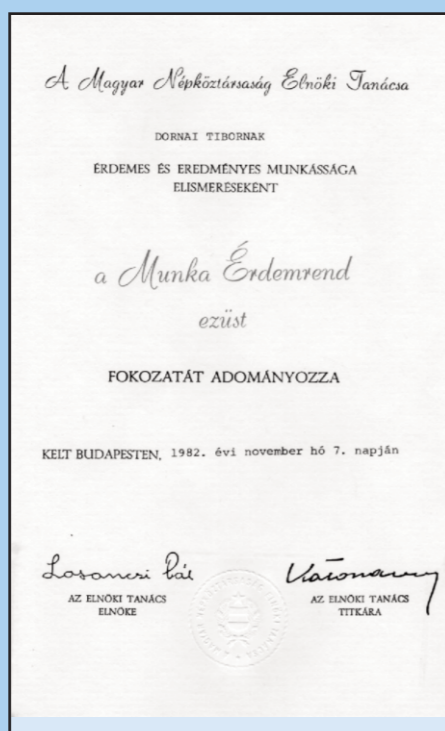 A Magyar Népköztársaság Elnöki Tanácsa
DORNAI TIBORNAK
ÉRDEMES ÉS EREDMÉNYES MUNKÁSSÁGA
ELISMERÉSEKÉNT
a Munka Érdemrend
ezüst
FOKOZATÁT ADOMÁNYOZZA
KELT BUDAPESTEN, 1982. évi november hó 7. napján
Losonczi Pál
AZ ELNÖKI TANÁCS
ELNÖKE
AZ ELNÖKI TANÁCS
TITKÁRA